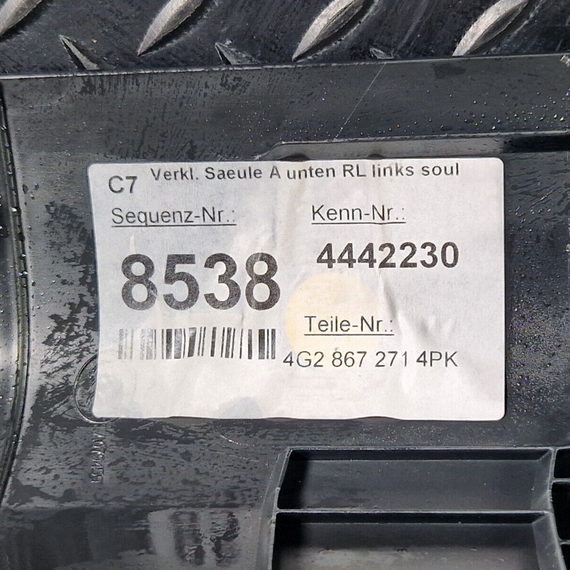 C7 Verkl. Saeule A unten RL links soul
Sequenz-Nr.: Kenn-Nr.:
8538 4442230
Teile-Nr.:
4G2 867 271 4PK